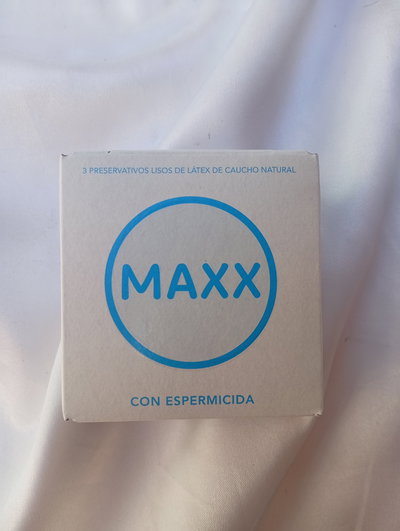 3 PRESERVATIVOS LISOS DE LÁTEX DE CAUCHO NATURAL
MAXX
CON ESPERMICIDA